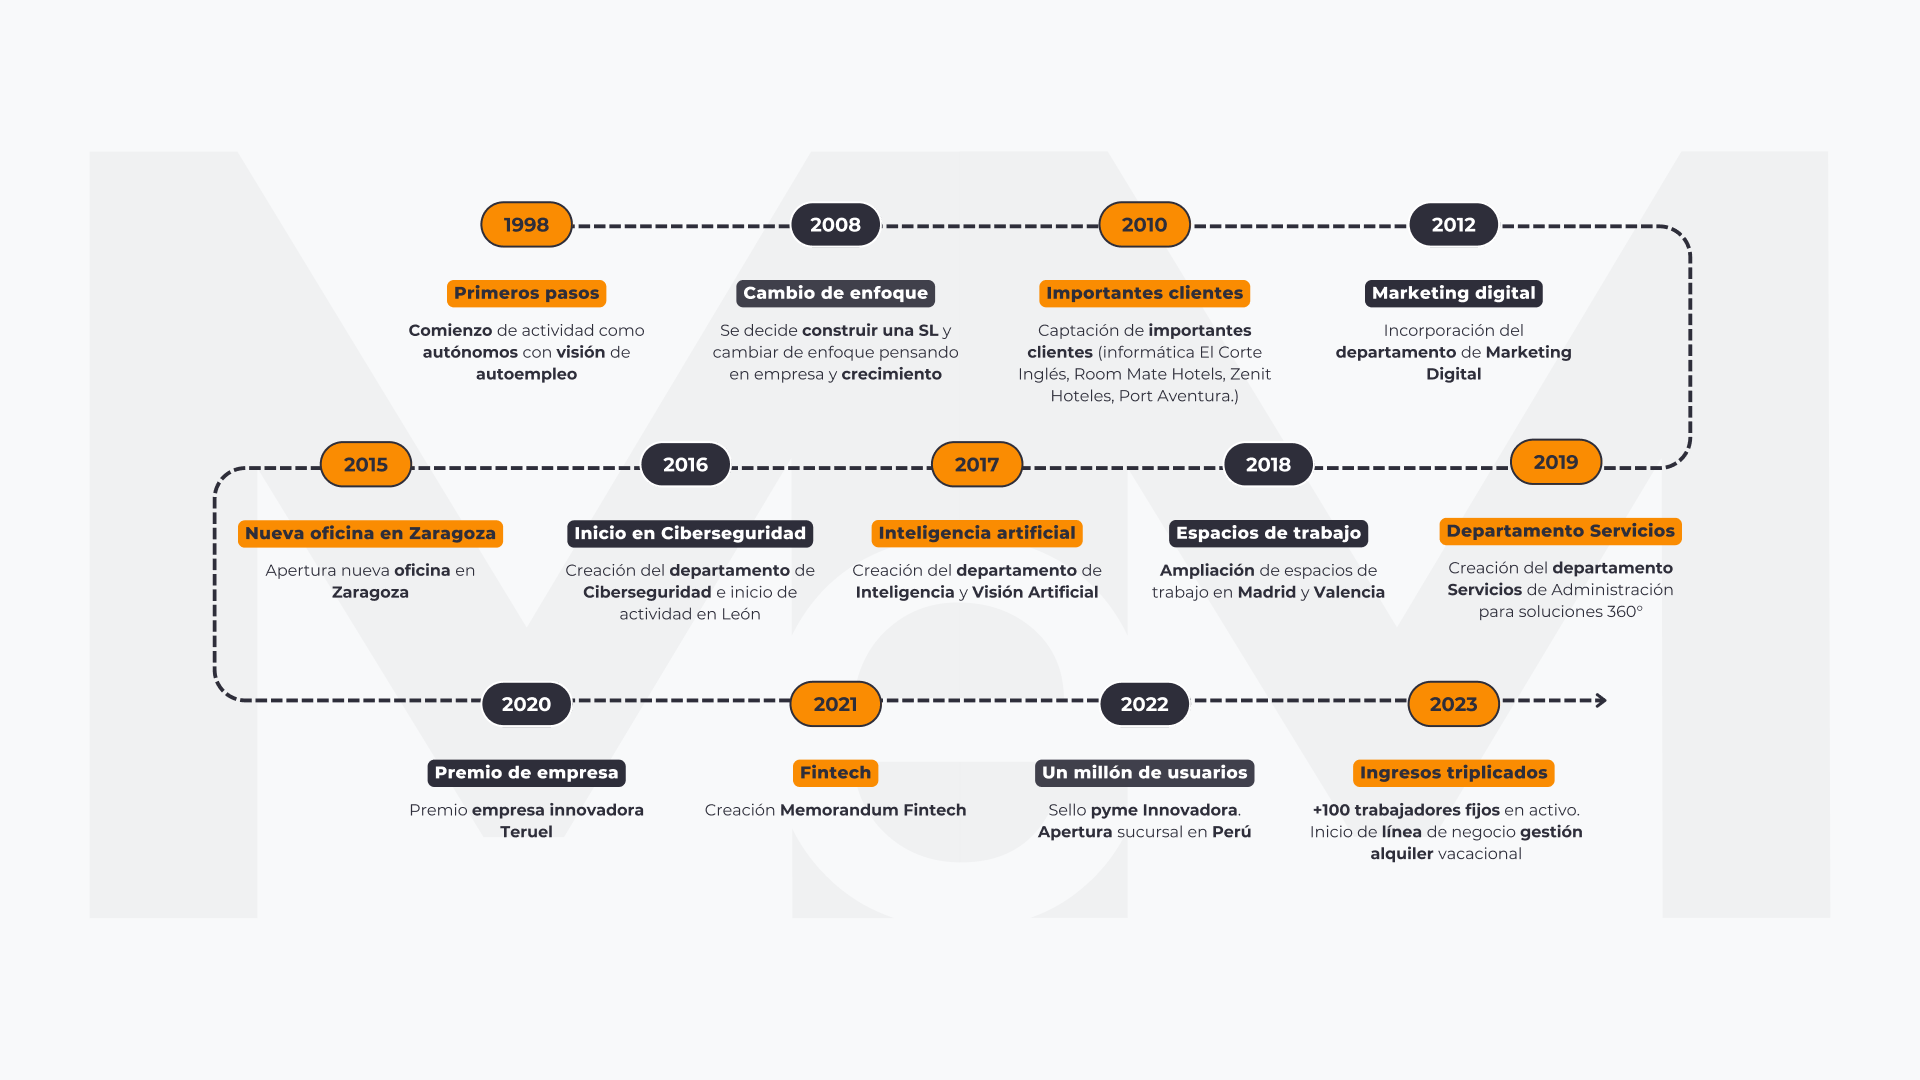 1998
Primeros pasos
Comienzo de actividad como
autónomos con visión de
autoempleo
2008
Cambio de enfoque
Se decide construir una SL y
cambiar de enfoque pensando
en empresa y crecimiento
2010
Importantes clientes
Captación de importantes
clientes (informática El Corte
Inglés, Room Mate Hotels, Zenit
Hoteles, Port Aventura.)
2012
Marketing digital
Incorporación del
departamento de Marketing
Digital
2015
Nueva oficina en Zaragoza
Apertura nueva oficina en
Zaragoza
2016
Inicio en Ciberseguridad
Creación del departamento de
Ciberseguridad e inicio de
actividad en León
2017
Inteligencia artificial
Creación del departamento de
Inteligencia y Visión Artificial
2018
Espacios de trabajo
Ampliación de espacios de
trabajo en Madrid y Valencia
2019
Departamento Servicios
Creación del departamento
Servicios de Administración
para soluciones 360°
2020
Premio de empresa
Premio empresa innovadora
Teruel
2021
Fintech
Creación Memorandum Fintech
2022
Un millón de usuarios
Sello pyme Innovadora.
Apertura sucursal en Perú
2023
Ingresos triplicados
+100 trabajadores fijos en activo.
Inicio de línea de negocio gestión
alquiler vacacional